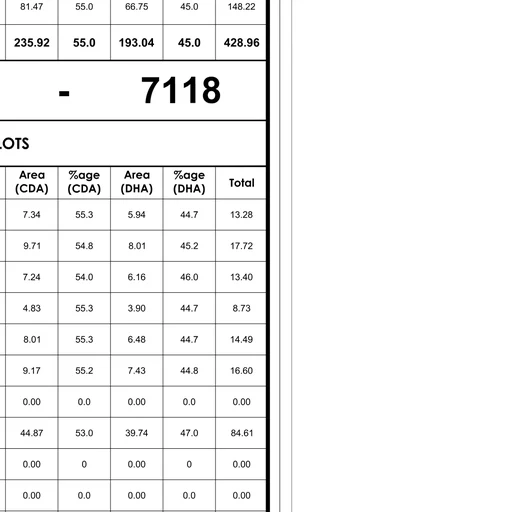 81.47 55.0 66.75 45.0 148.22
235.92 55.0 193.04 45.0 428.96
- 7118
LOTS
Area (CDA) %age (CDA) Area (DHA) %age (DHA) Total
7.34 55.3 5.94 44.7 13.28
9.71 54.8 8.01 45.2 17.72
7.24 54.0 6.16 46.0 13.40
4.83 55.3 3.90 44.7 8.73
8.01 55.3 6.48 44.7 14.49
9.17 55.2 7.43 44.8 16.60
0.00 0.0 0.00 0.0 0.00
44.87 53.0 39.74 47.0 84.61
0.00 0 0.00 0 0.00
0.00 0.0 0.00 0.0 0.00